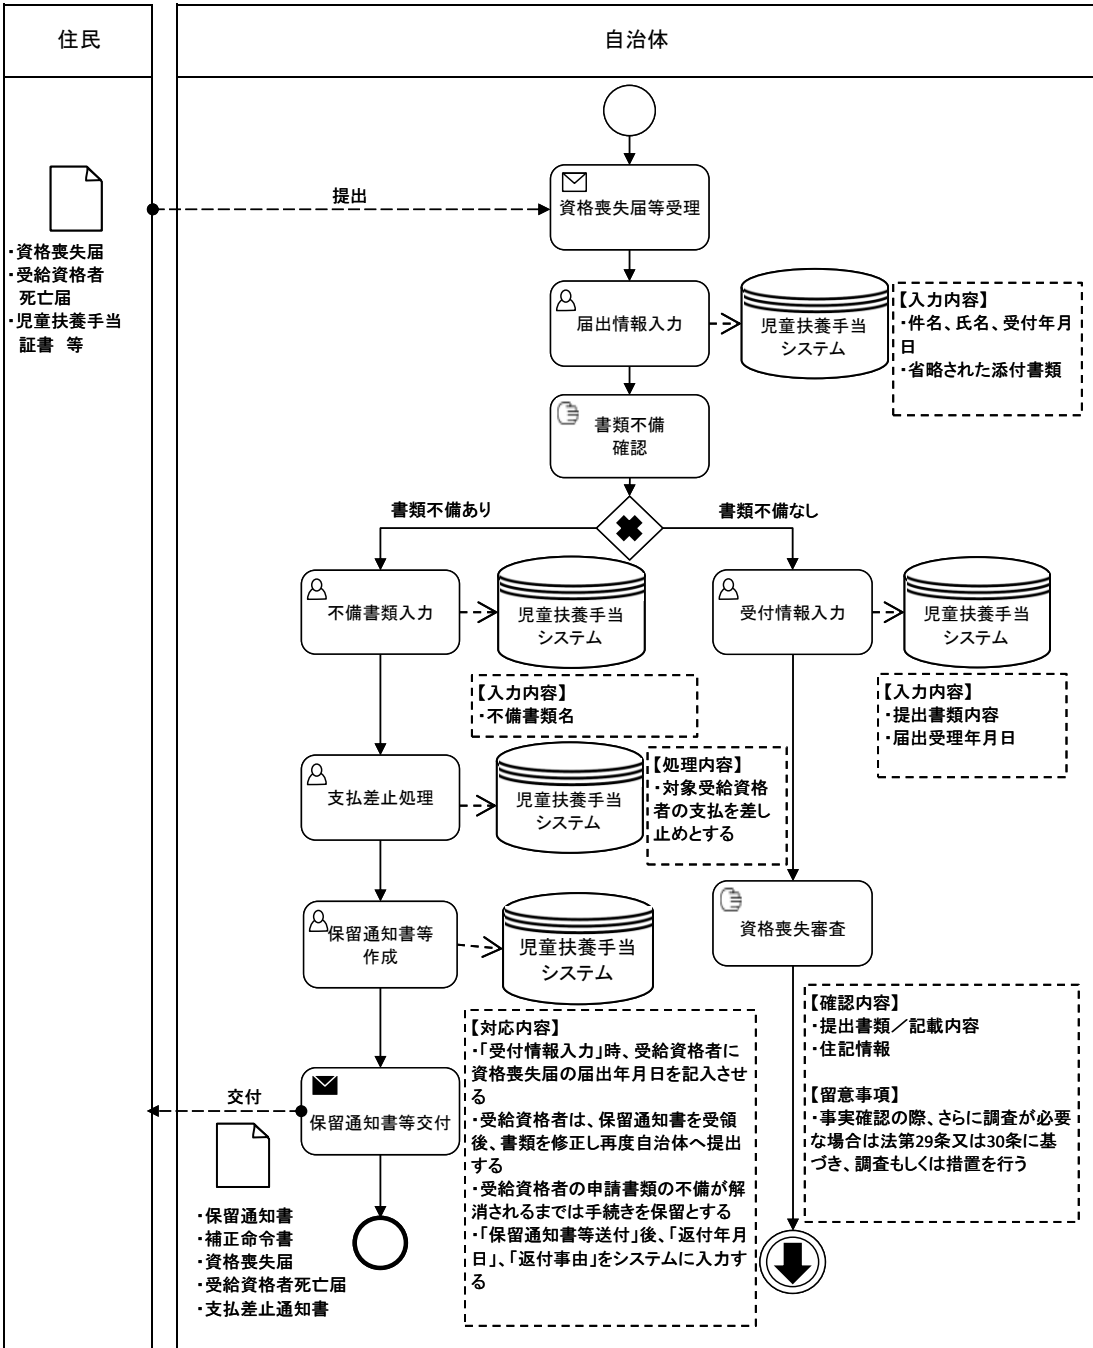 住民
自治体
提出
・資格喪失届
・受給資格者
死亡届
・児童扶養手当
証書 等
資格喪失届等受理
届出情報入力
児童扶養手当
システム
【入力内容】
・件名、氏名、受付年月
日
・省略された添付書類
書類不備
確認
書類不備あり
書類不備なし
不備書類入力
児童扶養手当
システム
【入力内容】
・不備書類名
受付情報入力
児童扶養手当
システム
【入力内容】
・提出書類内容
・届出受理年月日
支払差止処理
児童扶養手当
システム
【処理内容】
・対象受給資格
者の支払を差し
止めとする
保留通知書等
作成
児童扶養手当
システム
資格喪失審査
【対応内容】
・「受付情報入力」時、受給資格者に
資格喪失届の届出年月日を記入させ
る
・受給資格者は、保留通知書を受領
後、書類を修正し再度自治体へ提出
する
・受給資格者の申請書類の不備が解
消されるまでは手続きを保留とする
・「保留通知書等送付」後、「返付年月
日」、「返付事由」をシステムに入力す
る
【確認内容】
・提出書類／記載内容
・住記情報
【留意事項】
・事実確認の際、さらに調査が必要
な場合は法第29条又は30条に基
づき、調査もしくは措置を行う
保留通知書等交付
交付
・保留通知書
・補正命令書
・資格喪失届
・受給資格者死亡届
・支払差止通知書